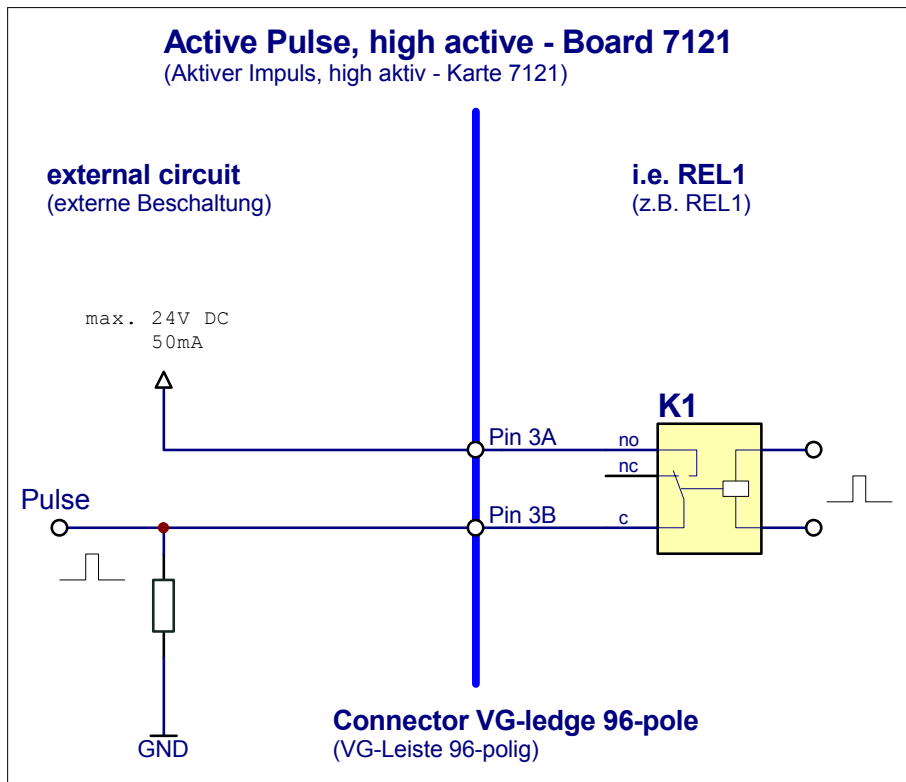 Active Pulse, high active - Board 7121
(Aktiver Impuls, high aktiv - Karte 7121)
external circuit
(externe Beschaltung)
i.e. REL1
(z.B. REL1)
max. 24V DC
50mA
K1
Pin 3A
no
nc
Pulse
Pin 3B
c
GND
Connector VG-ledge 96-pole
(VG-Leiste 96-polig)